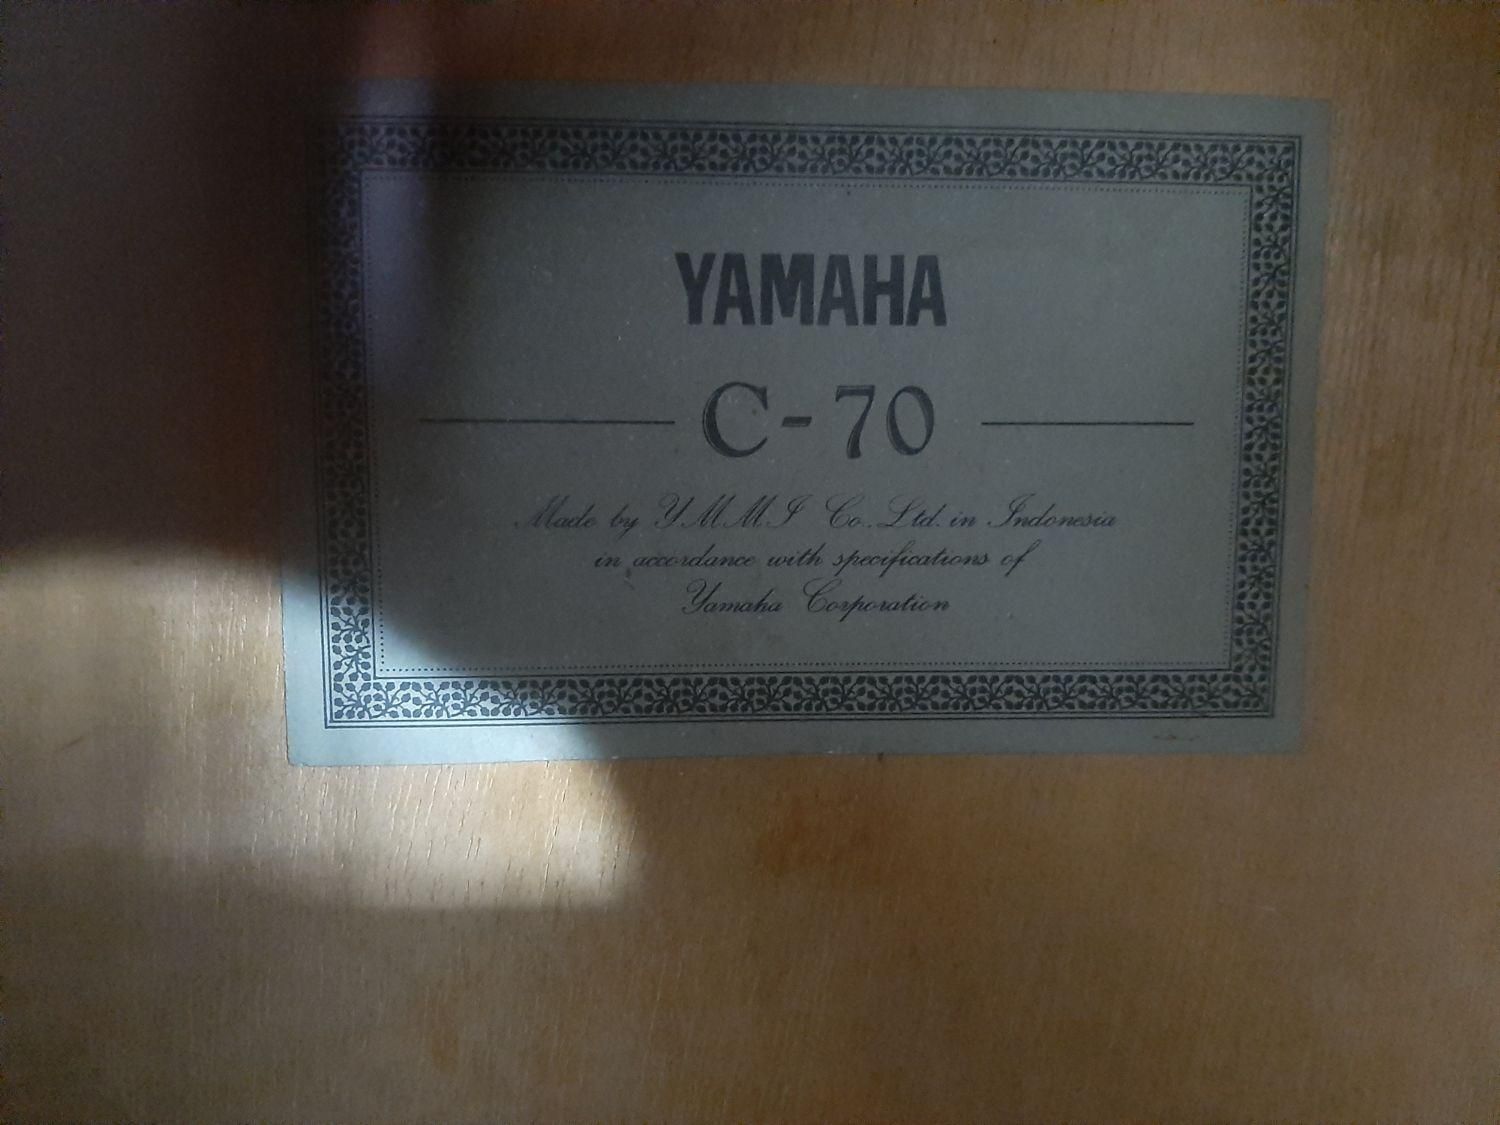 YAMAHA
C-70
Made by YMMI Co., Ltd. in Indonesia
in accordance with specifications of
Yamaha Corporation